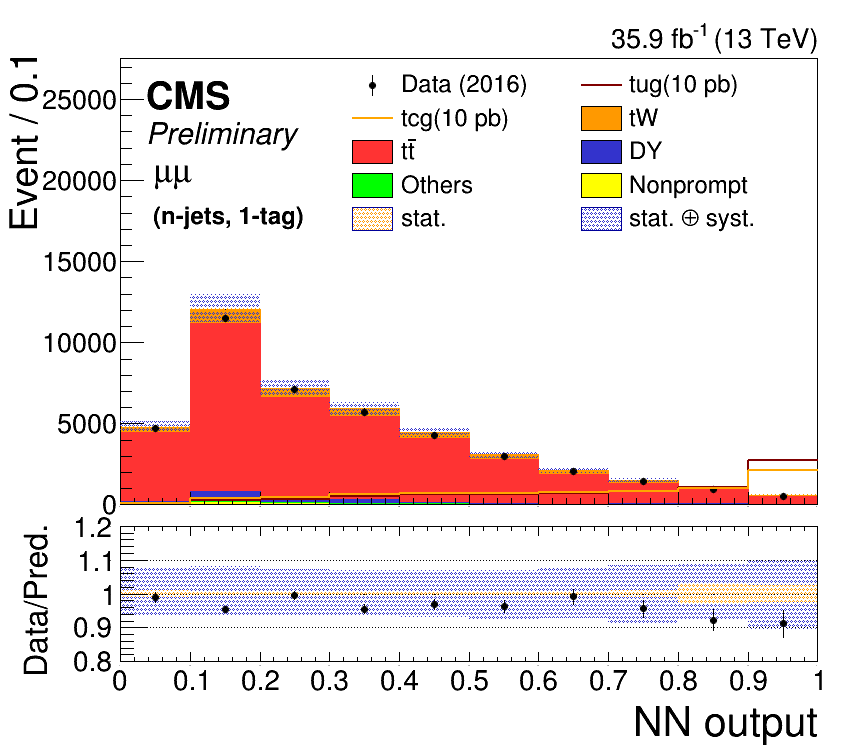 35.9 fb⁻¹ (13 TeV)
Event / 0.1
25000
20000
15000
10000
5000
0
CMS
Preliminary
μμ
(n-jets, 1-tag)
Data (2016)
tug(10 pb)
tcg(10 pb)
tW
tt̄
DY
Others
Nonprompt
stat.
stat. ⊕ syst.
Data/Pred.
1.2
1.1
1
0.9
0.8
0 0.1 0.2 0.3 0.4 0.5 0.6 0.7 0.8 0.9 1
NN output